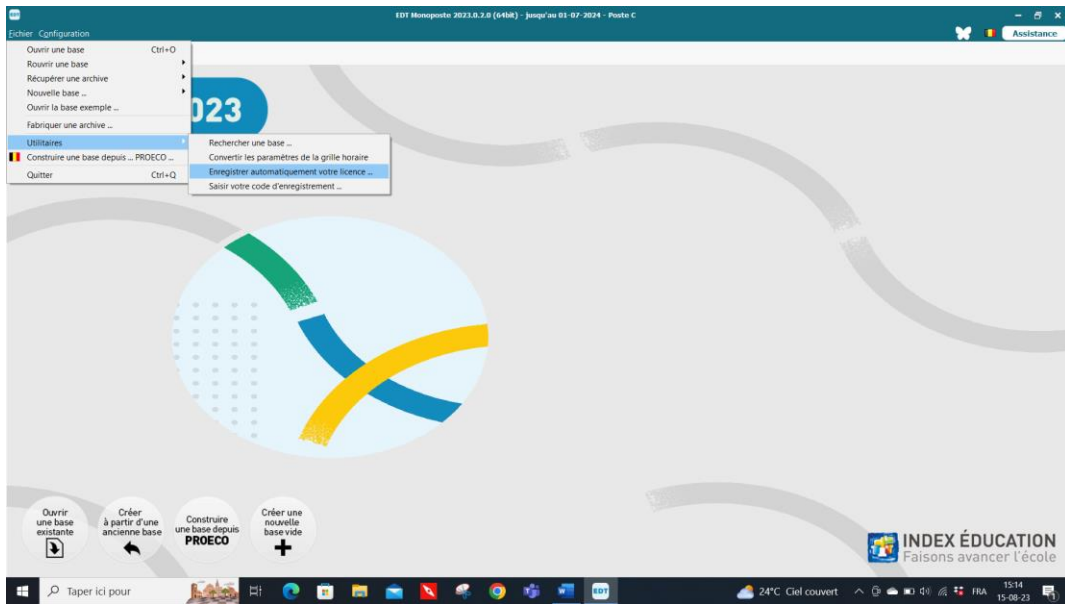 EDT
EDT Monoposte 2023.0.2.0 (64bit) - jusqu'au 01-07-2024 - Poste C
Fichier Configuration
Assistance
Ouvrir une base Ctrl+O
Rouvrir une base
Récupérer une archive
Nouvelle base ...
Ouvrir la base exemple ...
Fabriquer une archive ...
Utilitaires
Construire une base depuis ... PROECO ...
Quitter Ctrl+Q
Rechercher une base ...
Convertir les paramètres de la grille horaire
Enregistrer automatiquement votre licence ...
Saisir votre code d'enregistrement ...
023
Ouvrir
une base
existante
Créer
à partir d'une
ancienne base
Construire
une base depuis
PROECO
Créer une
nouvelle
base vide
INDEX ÉDUCATION
Faisons avancer l'école
Taper ici pour
EDT
24°C Ciel couvert
FRA
15:14
15-08-23